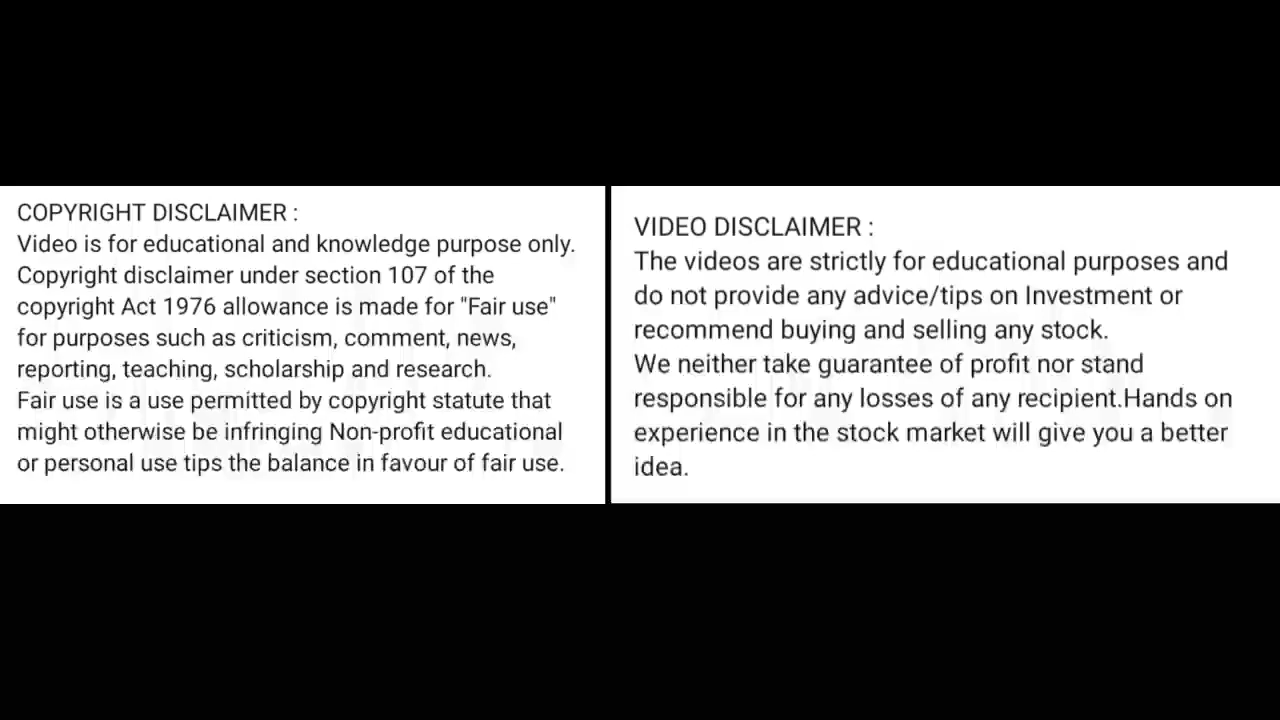 COPYRIGHT DISCLAIMER :
Video is for educational and knowledge purpose only.
Copyright disclaimer under section 107 of the
copyright Act 1976 allowance is made for "Fair use"
for purposes such as criticism, comment, news,
reporting, teaching, scholarship and research.
Fair use is a use permitted by copyright statute that
might otherwise be infringing Non-profit educational
or personal use tips the balance in favour of fair use.
VIDEO DISCLAIMER :
The videos are strictly for educational purposes and
do not provide any advice/tips on Investment or
recommend buying and selling any stock.
We neither take guarantee of profit nor stand
responsible for any losses of any recipient.Hands on
experience in the stock market will give you a better
idea.